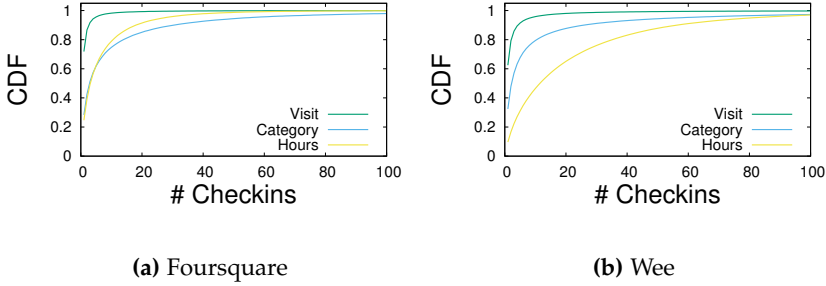 1
0.8
0.6
0.4
0.2
0
CDF
Visit
Category
Hours
0 20 40 60 80 100
# Checkins
(a) Foursquare
1
0.8
0.6
0.4
0.2
0
CDF
Visit
Category
Hours
0 20 40 60 80 100
# Checkins
(b) Wee